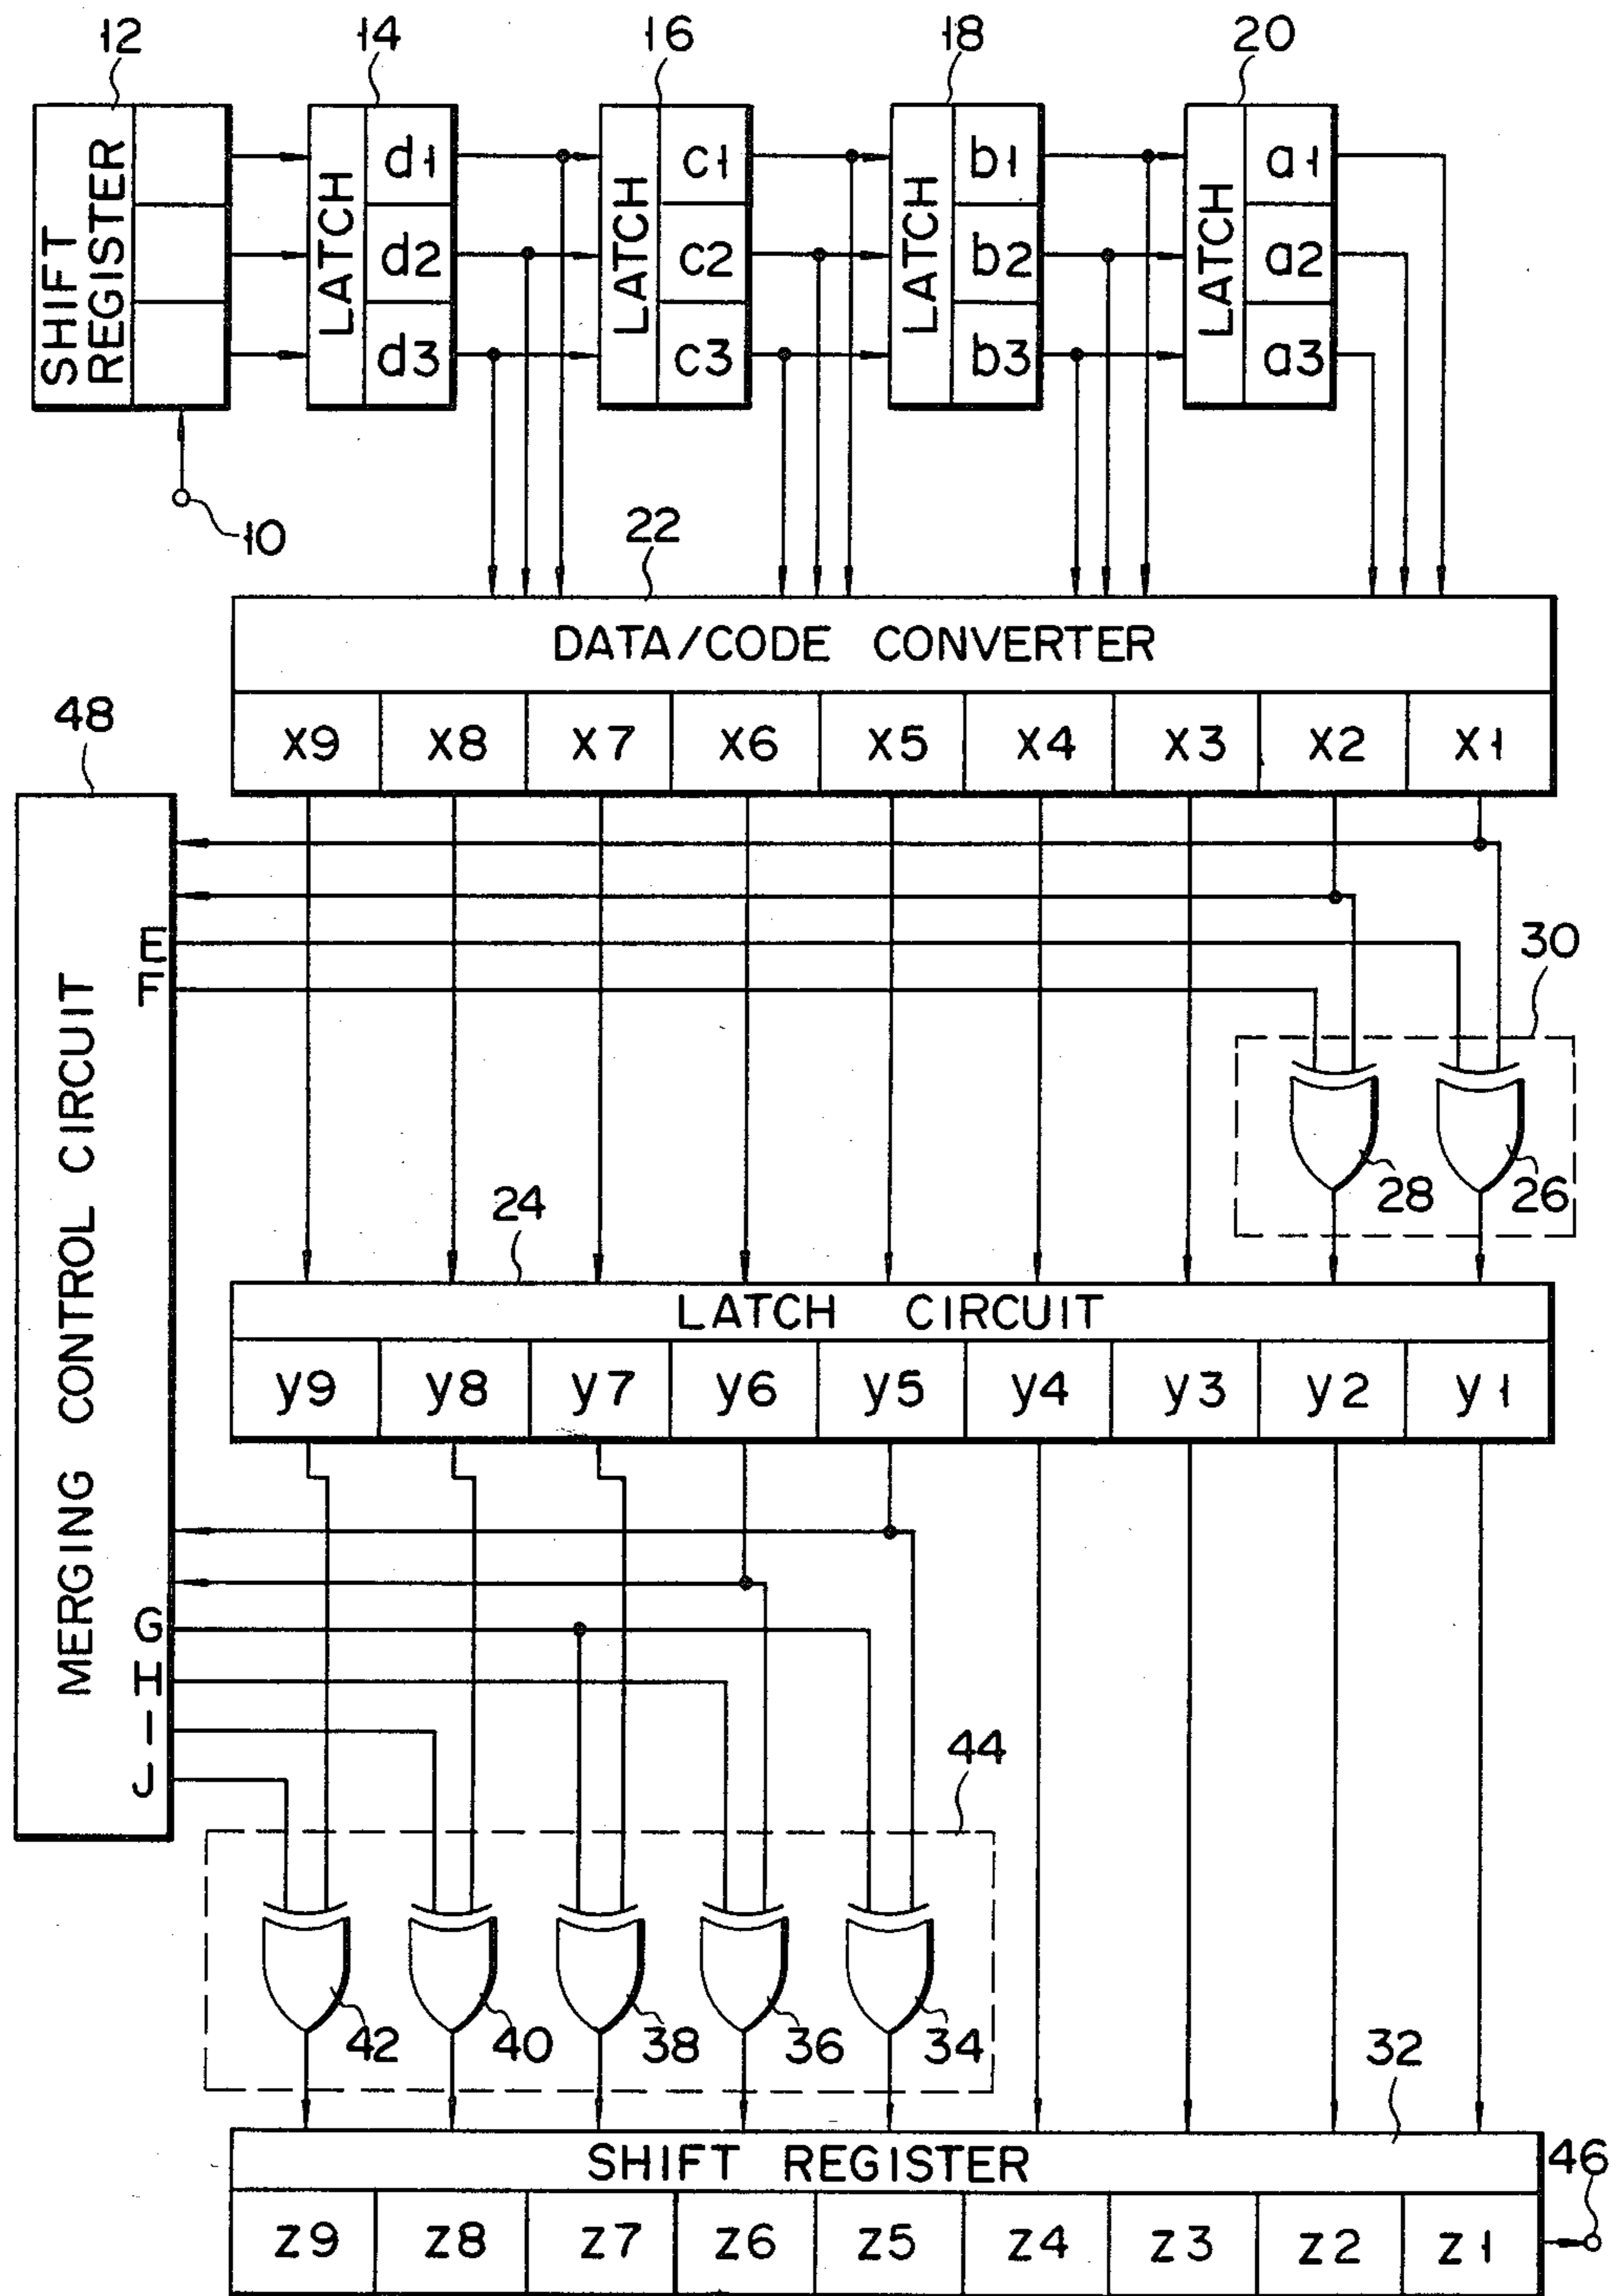 12 14 16 18 20
SHIFT REGISTER
LATCH d1 d2 d3
LATCH c1 c2 c3
LATCH b1 b2 b3
LATCH a1 a2 a3
10
22
DATA/CODE CONVERTER
x9 x8 x7 x6 x5 x4 x3 x2 x1
48
MERGING CONTROL CIRCUIT
E
F
30
28 26
24
LATCH CIRCUIT
y9 y8 y7 y6 y5 y4 y3 y2 y1
G
H
I
J
44
42 40 38 36 34
32
SHIFT REGISTER
46
z9 z8 z7 z6 z5 z4 z3 z2 z1